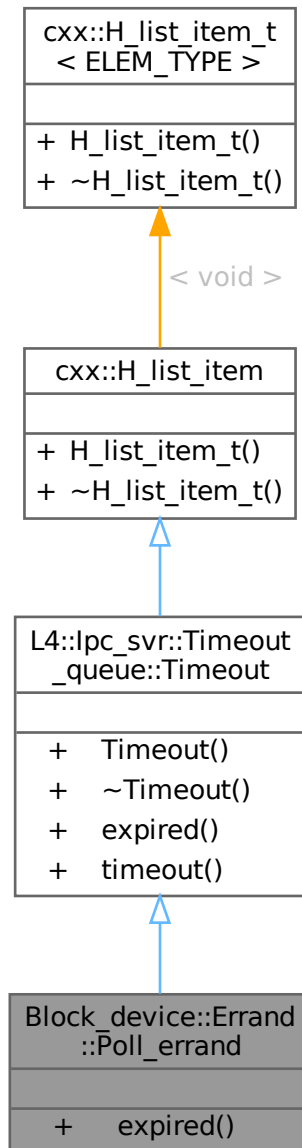 cxx::H_list_item_t
< ELEM_TYPE >
+ H_list_item_t()
+ ~H_list_item_t()
< void >
cxx::H_list_item
+ H_list_item_t()
+ ~H_list_item_t()
L4::Ipc_svr::Timeout
_queue::Timeout
+ Timeout()
+ ~Timeout()
+ expired()
+ timeout()
Block_device::Errand
::Poll_errand
+ expired()